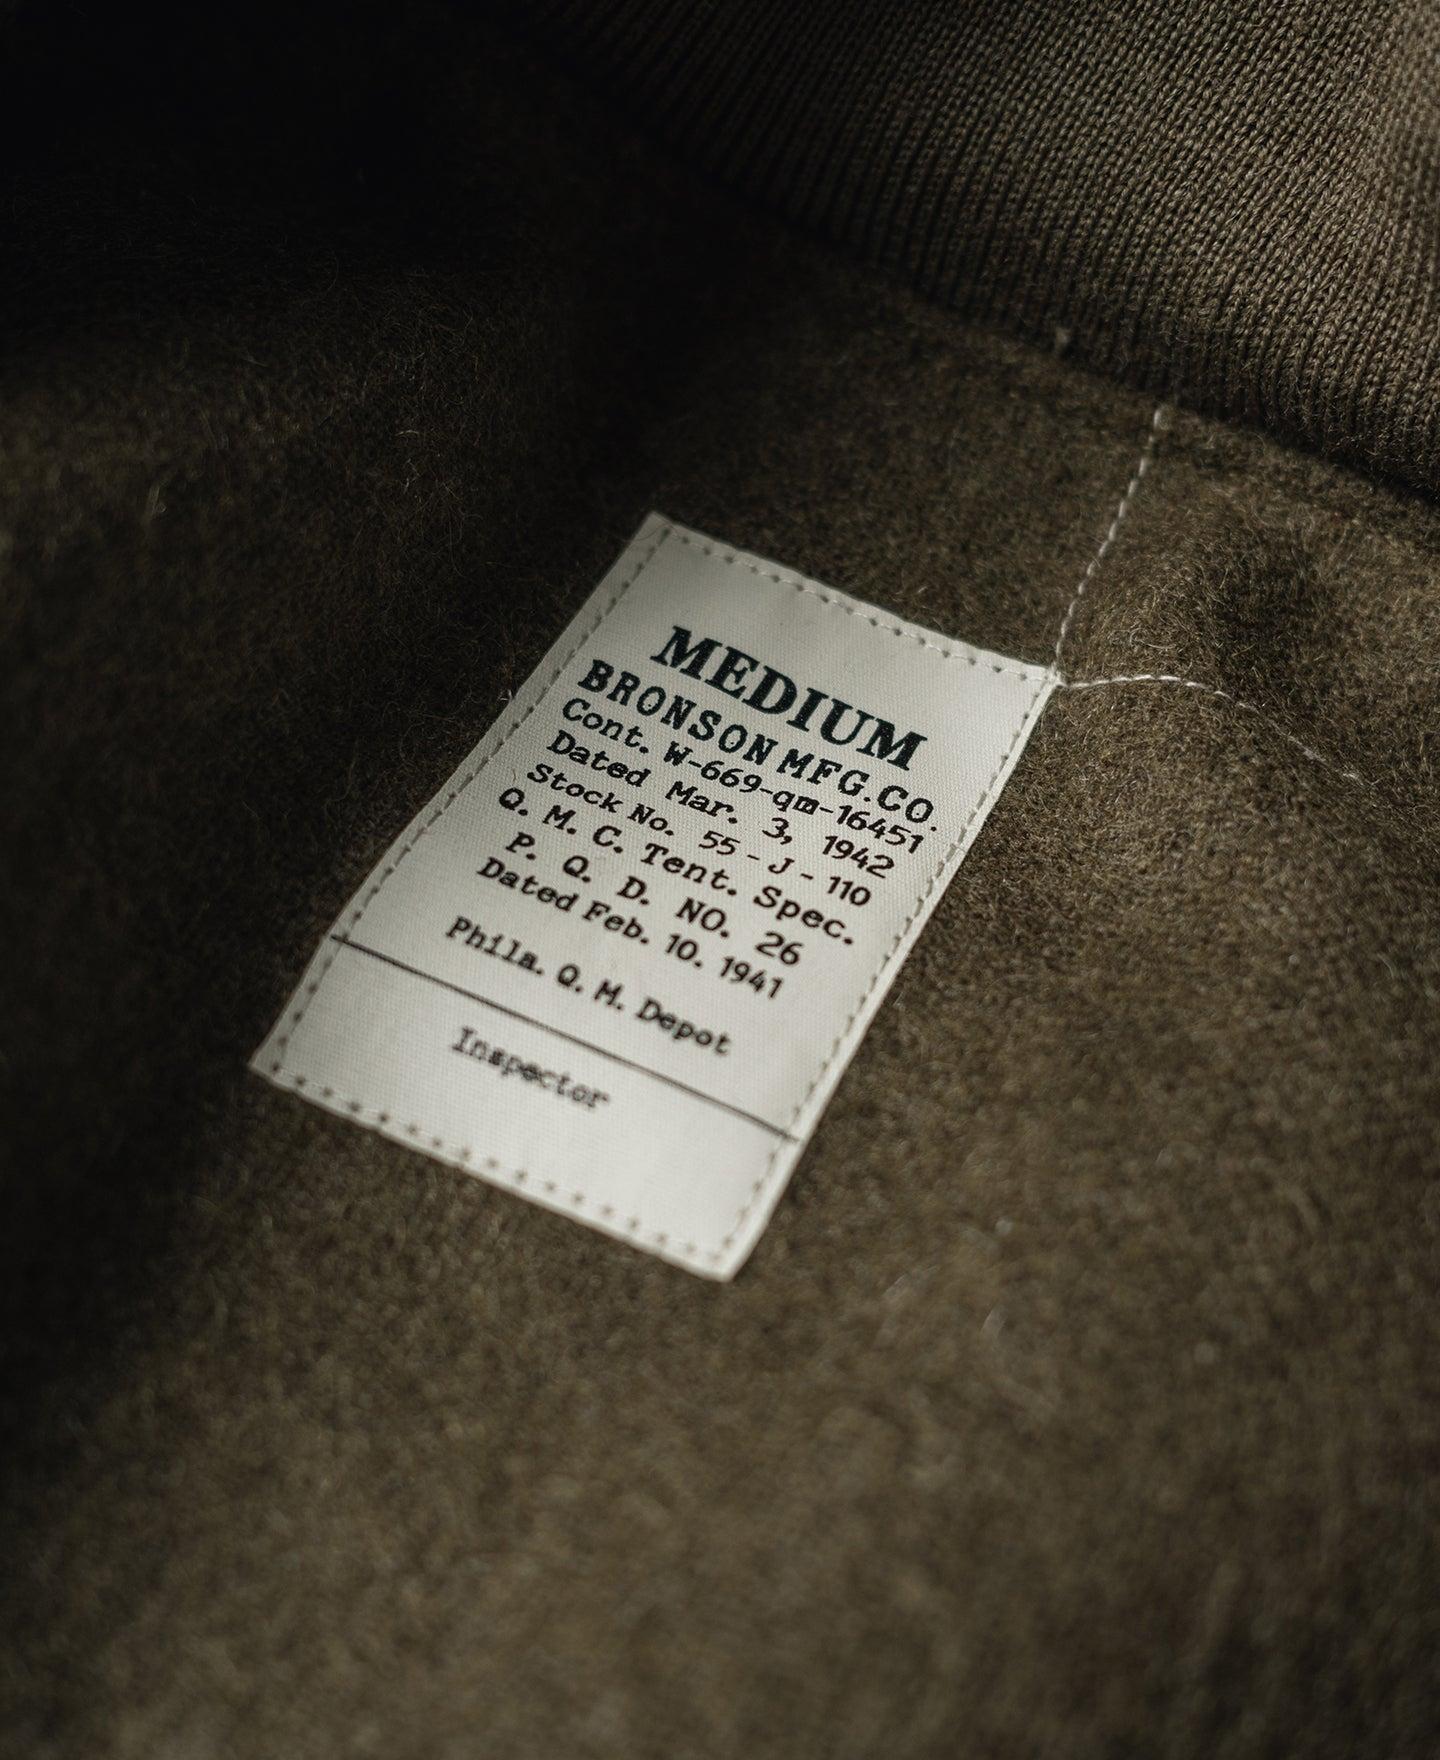 MEDIUM
BRONSON MFG.CO.
Cont. W-669-qm-16451
Dated Mar. 3, 1942
Stock No. 55 - J - 110
Q. M. C. Tent. Spec.
P. Q. D. NO. 26
Dated Feb. 10. 1941
Phila. Q. M. Depot
Inspector